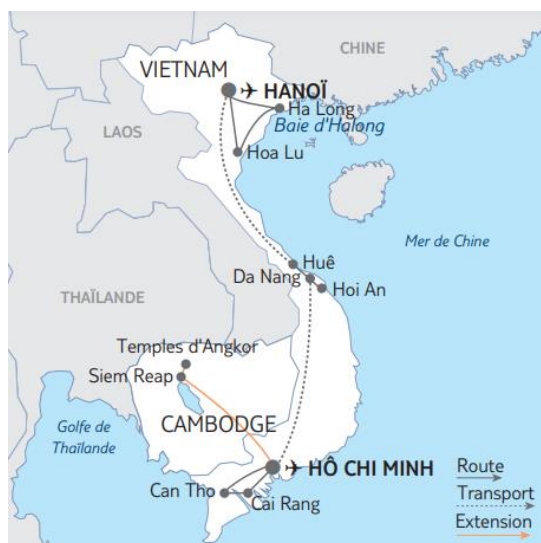 CHINE
VIETNAM
HANOÏ
Ha Long
Baie d'Halong
LAOS
Hoa Lu
Mer de Chine
Huê
Da Nang
Hoi An
THAÏLANDE
Temples d'Angkor
Siem Reap
CAMBODGE
Golfe de
Thaïlande
HÔ CHI MINH
Route
Can Tho
Cai Rang
Transport
Extension